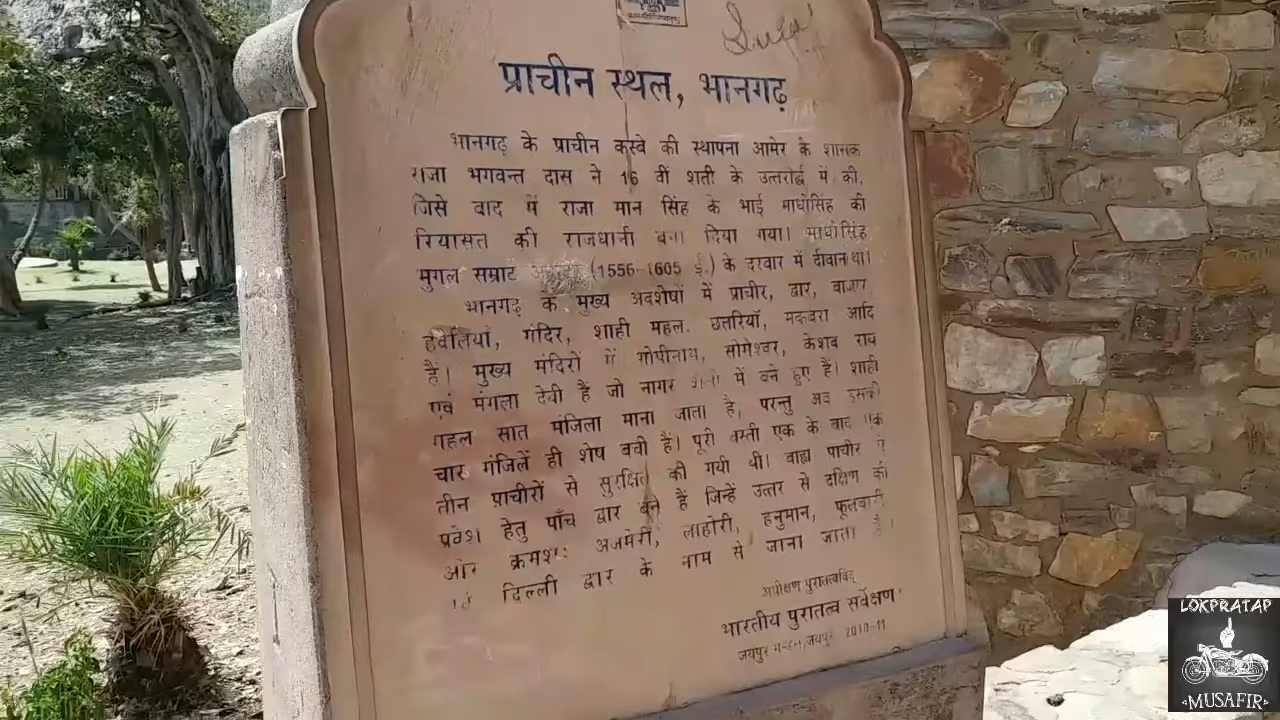 प्राचीन स्थल, भानगढ़
भानगढ़ के प्राचीन कस्बे की स्थापना आमेर के शासक
राजा भगवन्त दास ने 16 वीं शती के उत्तरार्द्ध में की,
जिसे बाद में राजा मान सिंह के भाई माधोसिंह की
रियासत की राजधानी बना दिया गया। माधोसिंह
मुगल सम्राट (1556-1605 ई.) के दरबार में दीवान था।
भानगढ़ के मुख्य अवशेषों में प्राचीर, द्वार, बाजार
हवेलियाँ, मंदिर, शाही महल, छतरियाँ, मकबरा आदि
हैं। मुख्य मंदिरों में गोपीनाथ, सोमेश्वर, केशव राय
एवं मंगला देवी हैं जो नागर शैली में बने हुए हैं। शाही
महल सात मंजिला माना जाता है, परन्तु अब इसकी
चार मंजिलें ही शेष बची हैं। पूरी बस्ती एक के बाद एक
तीन प्राचीरों से सुरक्षित की गयी थी। बाह्य प्राचीर में
प्रवेश हेतु पाँच द्वार बने हैं जिन्हें उत्तर से दक्षिण की
ओर क्रमशः अजमेरी, लाहोरी, हनुमान, फूलबारी
एवं दिल्ली द्वार के नाम से जाना जाता है।
अधीक्षण पुरातत्वविद्
भारतीय पुरातत्व सर्वेक्षण
जयपुर मण्डल, जयपुर 2010-11
LOKPRATAP
MUSAFIR